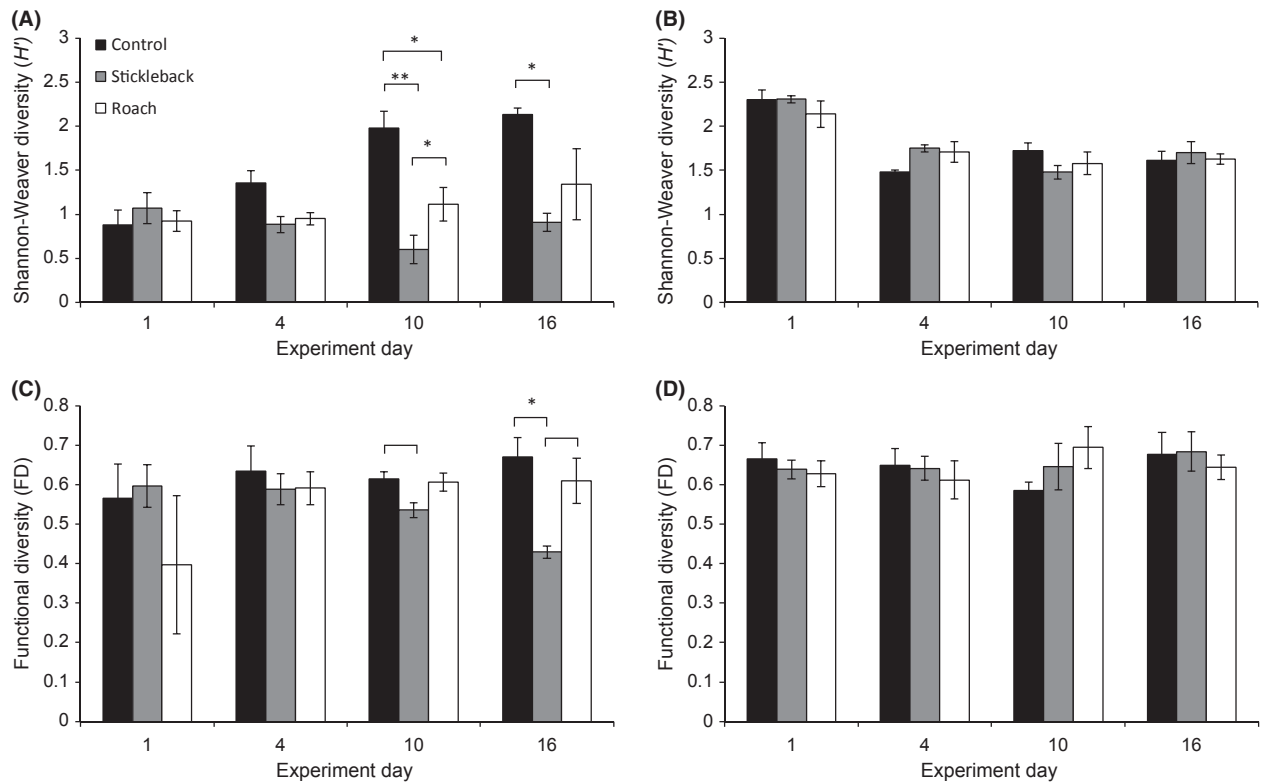 (A)
Shannon-Weaver diversity (H')
3
2.5
2
1.5
1
0.5
0
Control
Stickleback
Roach
*
**
*
*
1 4 10 16
Experiment day
(B)
Shannon-Weaver diversity (H')
3
2.5
2
1.5
1
0.5
0
1 4 10 16
Experiment day
(C)
Functional diversity (FD)
0.8
0.7
0.6
0.5
0.4
0.3
0.2
0.1
0
*
1 4 10 16
Experiment day
(D)
Functional diversity (FD)
0.8
0.7
0.6
0.5
0.4
0.3
0.2
0.1
0
1 4 10 16
Experiment day